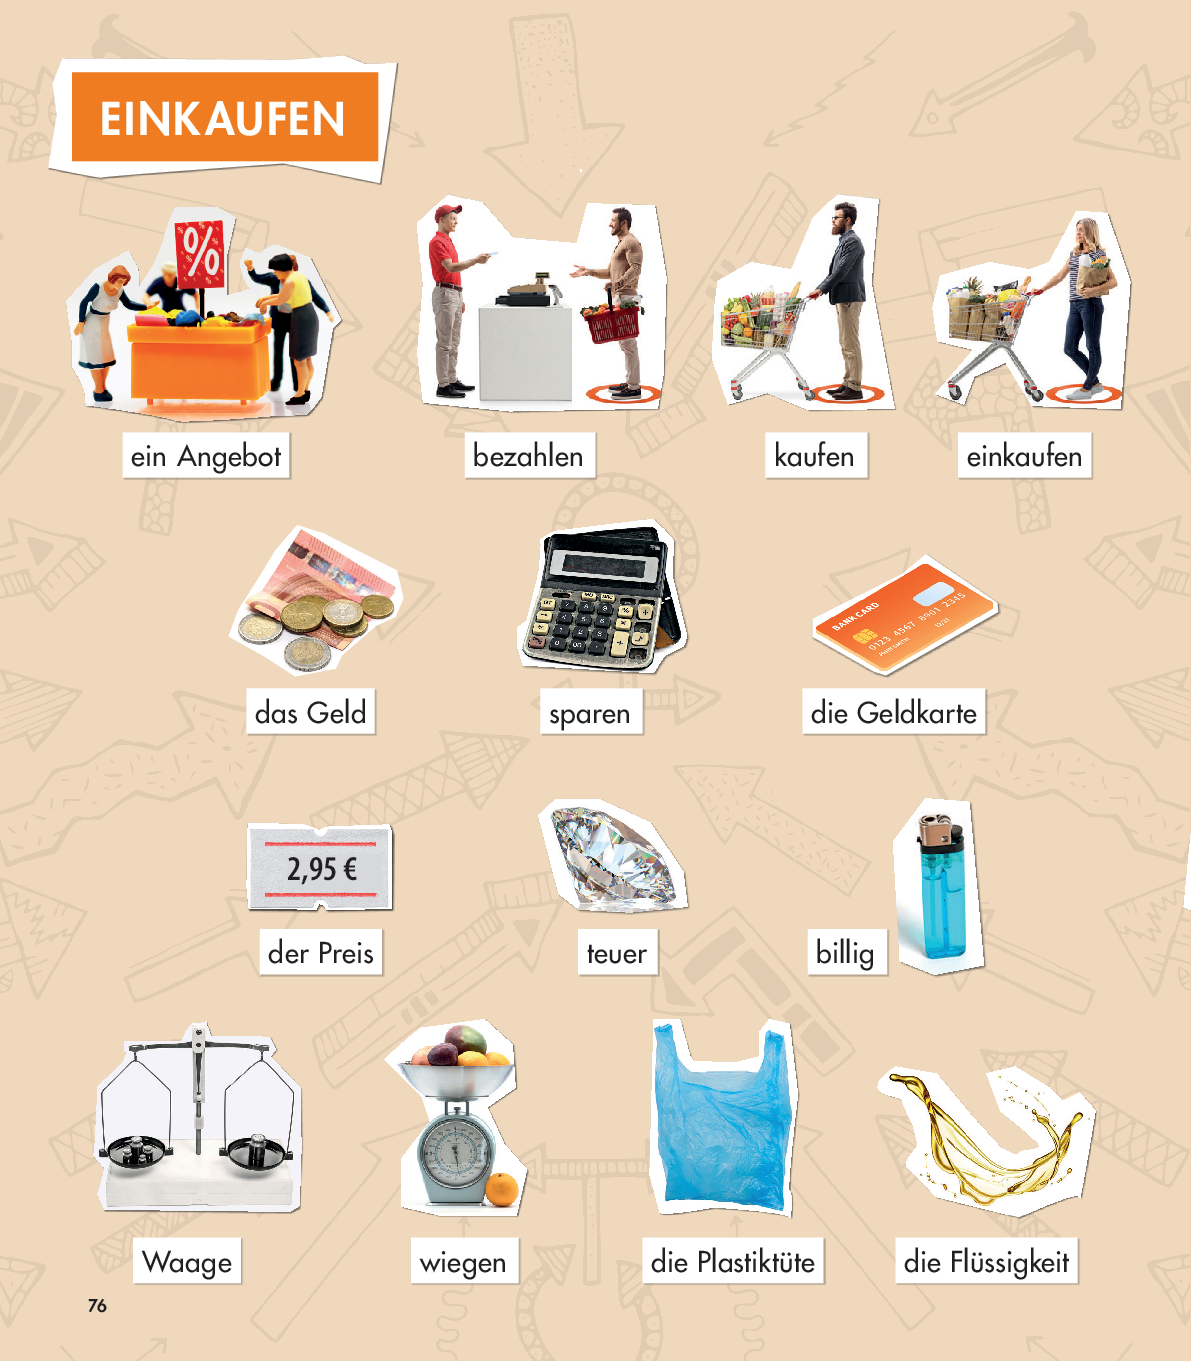 EINKAUFEN
%
ein Angebot
bezahlen
kaufen
einkaufen
BANK CARD
0123 4567 8901 2345
das Geld
sparen
die Geldkarte
2,95 €
der Preis
teuer
billig
Waage
wiegen
die Plastiktüte
die Flüssigkeit
76